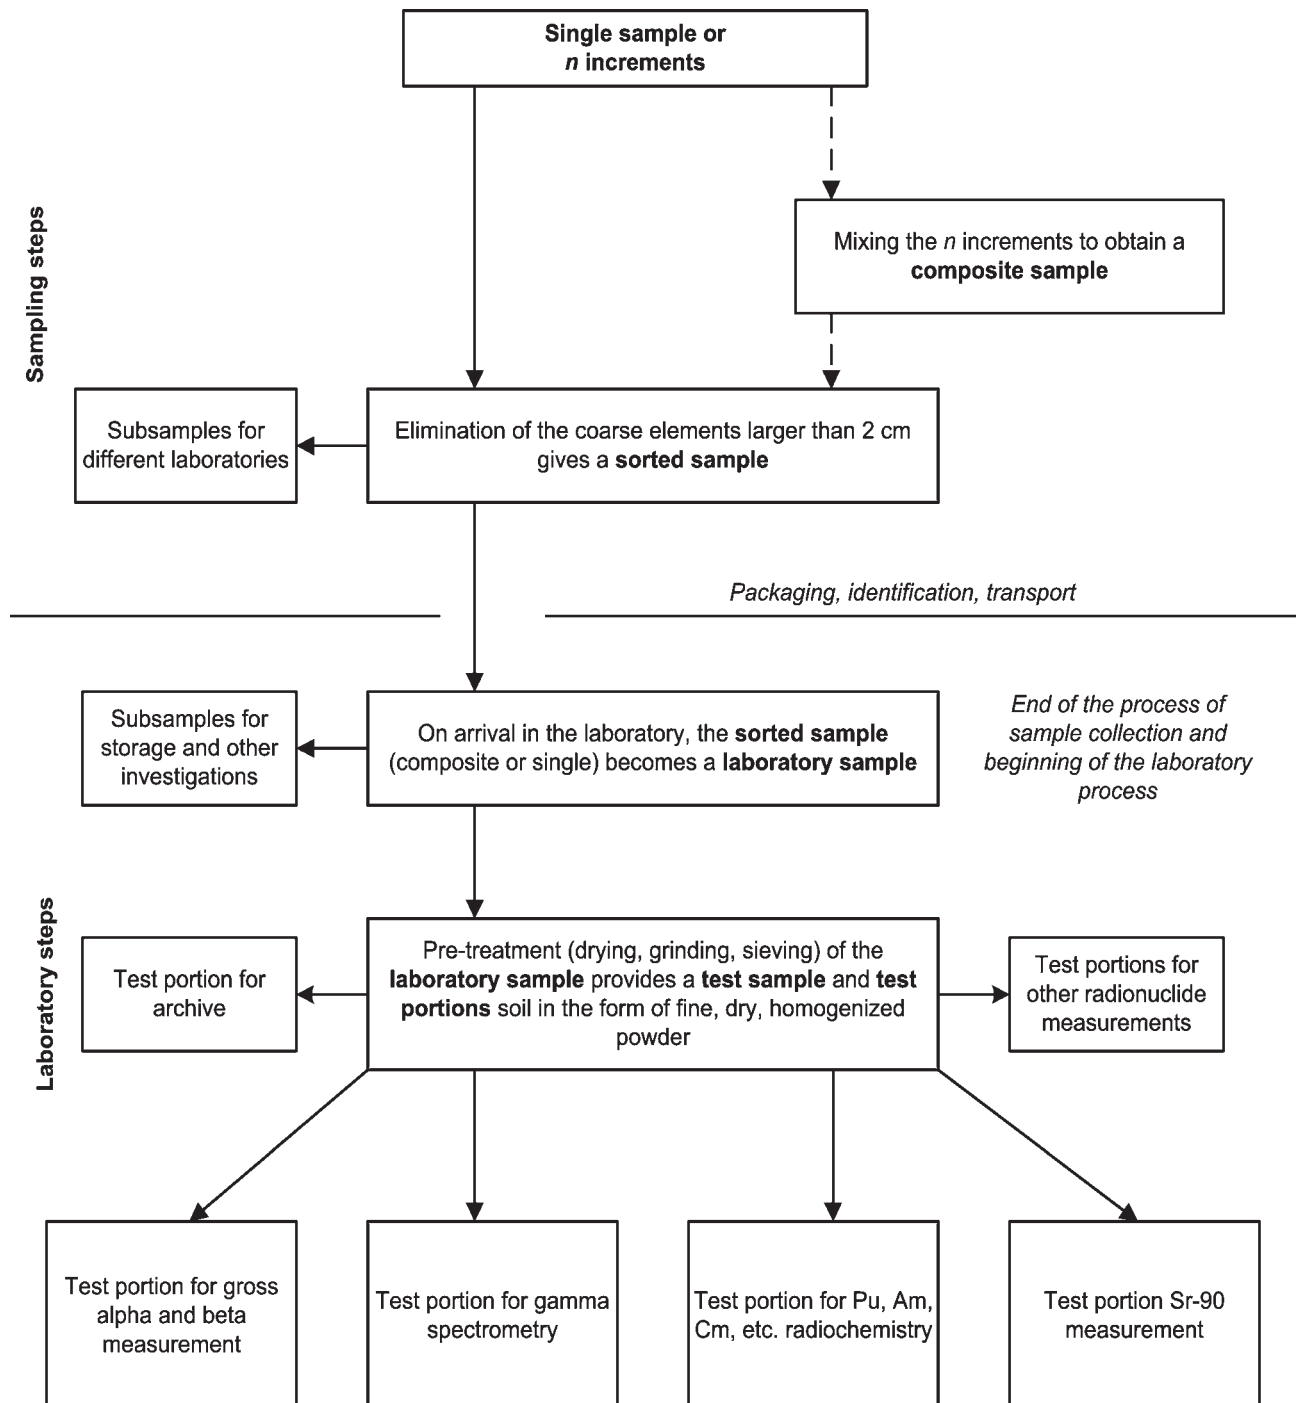 Single sample or
n increments
Sampling steps
Mixing the n increments to obtain a
composite sample
Subsamples for
different laboratories
Elimination of the coarse elements larger than 2 cm
gives a sorted sample
Packaging, identification, transport
Subsamples for
storage and other
investigations
On arrival in the laboratory, the sorted sample
(composite or single) becomes a laboratory sample
End of the process of
sample collection and
beginning of the laboratory
process
Laboratory steps
Test portion for
archive
Pre-treatment (drying, grinding, sieving) of the
laboratory sample provides a test sample and test
portions soil in the form of fine, dry, homogenized
powder
Test portions for
other radionuclide
measurements
Test portion for gross
alpha and beta
measurement
Test portion for gamma
spectrometry
Test portion for Pu, Am,
Cm, etc. radiochemistry
Test portion Sr-90
measurement